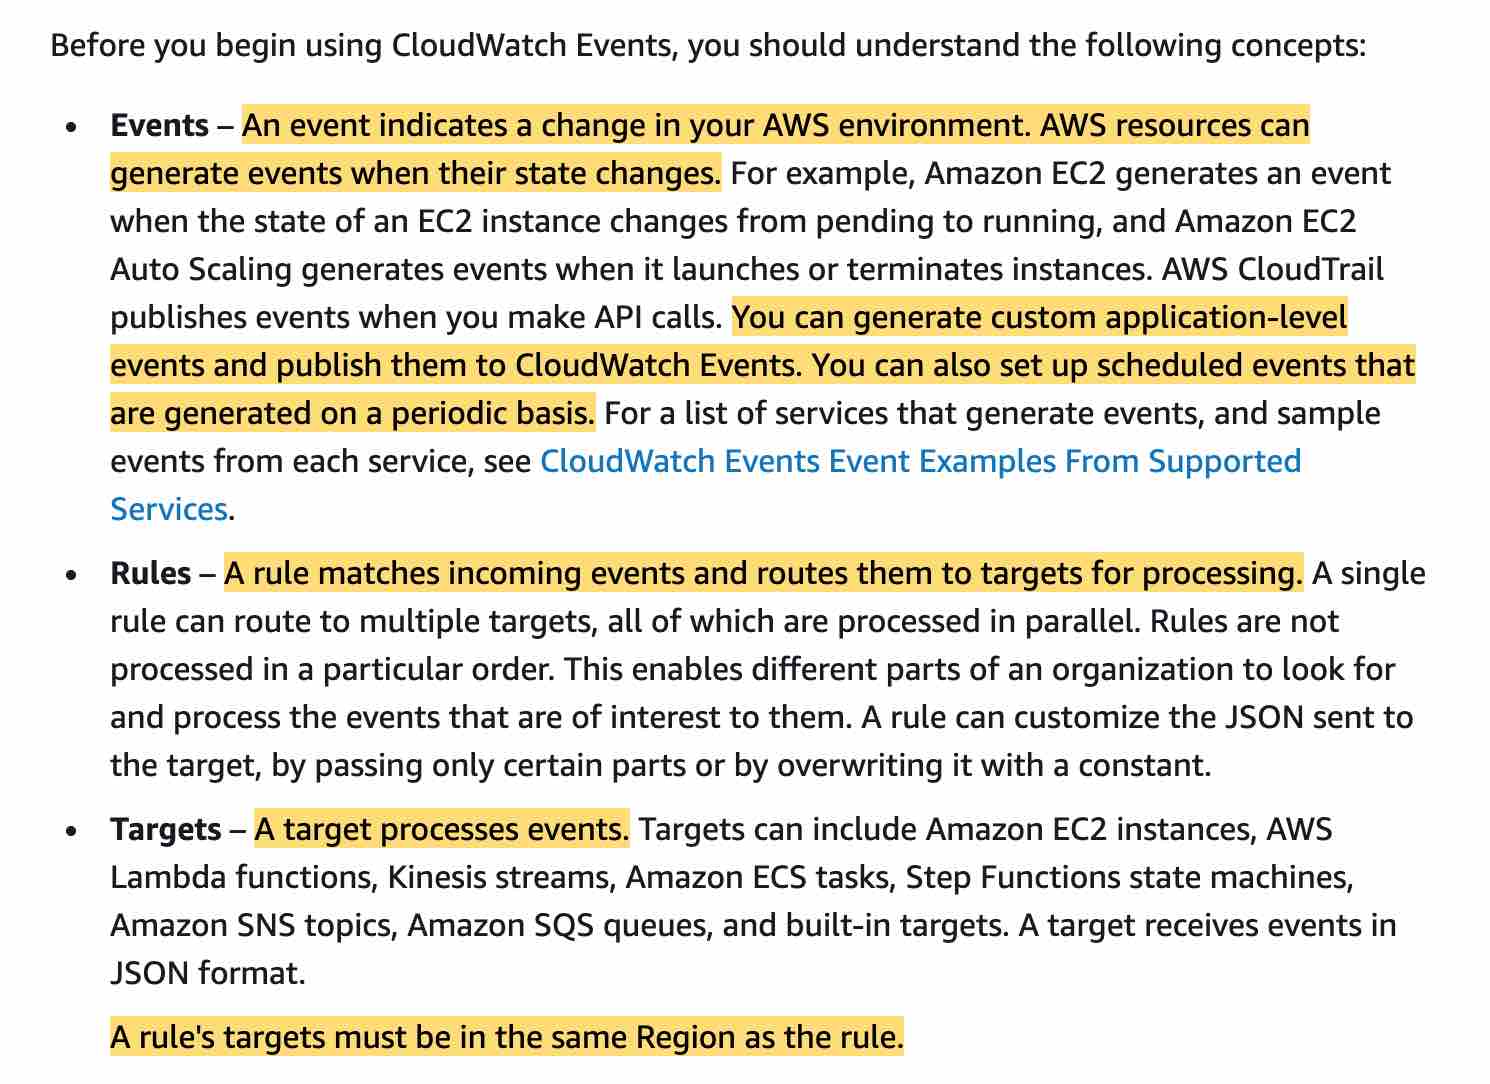 Before you begin using CloudWatch Events, you should understand the following concepts:
• Events – An event indicates a change in your AWS environment. AWS resources can
generate events when their state changes. For example, Amazon EC2 generates an event
when the state of an EC2 instance changes from pending to running, and Amazon EC2
Auto Scaling generates events when it launches or terminates instances. AWS CloudTrail
publishes events when you make API calls. You can generate custom application-level
events and publish them to CloudWatch Events. You can also set up scheduled events that
are generated on a periodic basis. For a list of services that generate events, and sample
events from each service, see CloudWatch Events Event Examples From Supported
Services.
• Rules – A rule matches incoming events and routes them to targets for processing. A single
rule can route to multiple targets, all of which are processed in parallel. Rules are not
processed in a particular order. This enables different parts of an organization to look for
and process the events that are of interest to them. A rule can customize the JSON sent to
the target, by passing only certain parts or by overwriting it with a constant.
• Targets – A target processes events. Targets can include Amazon EC2 instances, AWS
Lambda functions, Kinesis streams, Amazon ECS tasks, Step Functions state machines,
Amazon SNS topics, Amazon SQS queues, and built-in targets. A target receives events in
JSON format.
A rule's targets must be in the same Region as the rule.